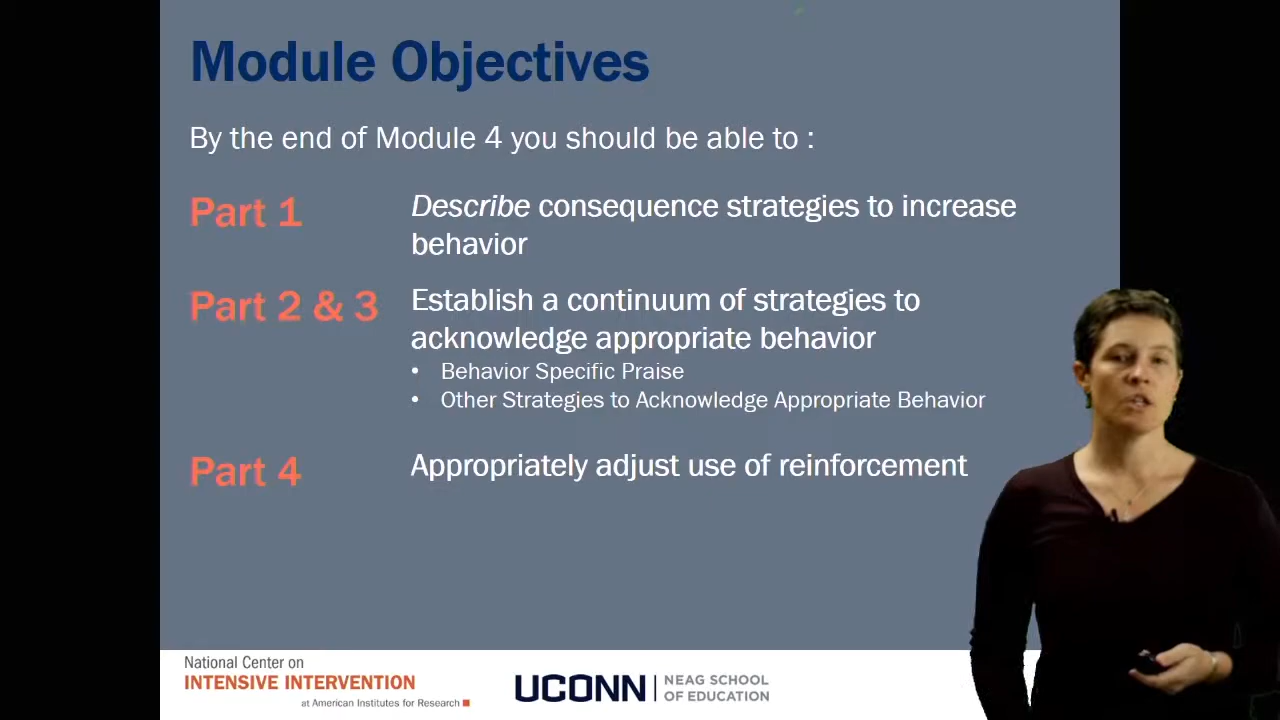 Module Objectives
By the end of Module 4 you should be able to :
Part 1
Describe consequence strategies to increase
behavior
Part 2 & 3
Establish a continuum of strategies to
acknowledge appropriate behavior
• Behavior Specific Praise
• Other Strategies to Acknowledge Appropriate Behavior
Part 4
Appropriately adjust use of reinforcement
National Center on
INTENSIVE INTERVENTION
at American Institutes for Research
UCONN
NEAG SCHOOL
OF EDUCATION